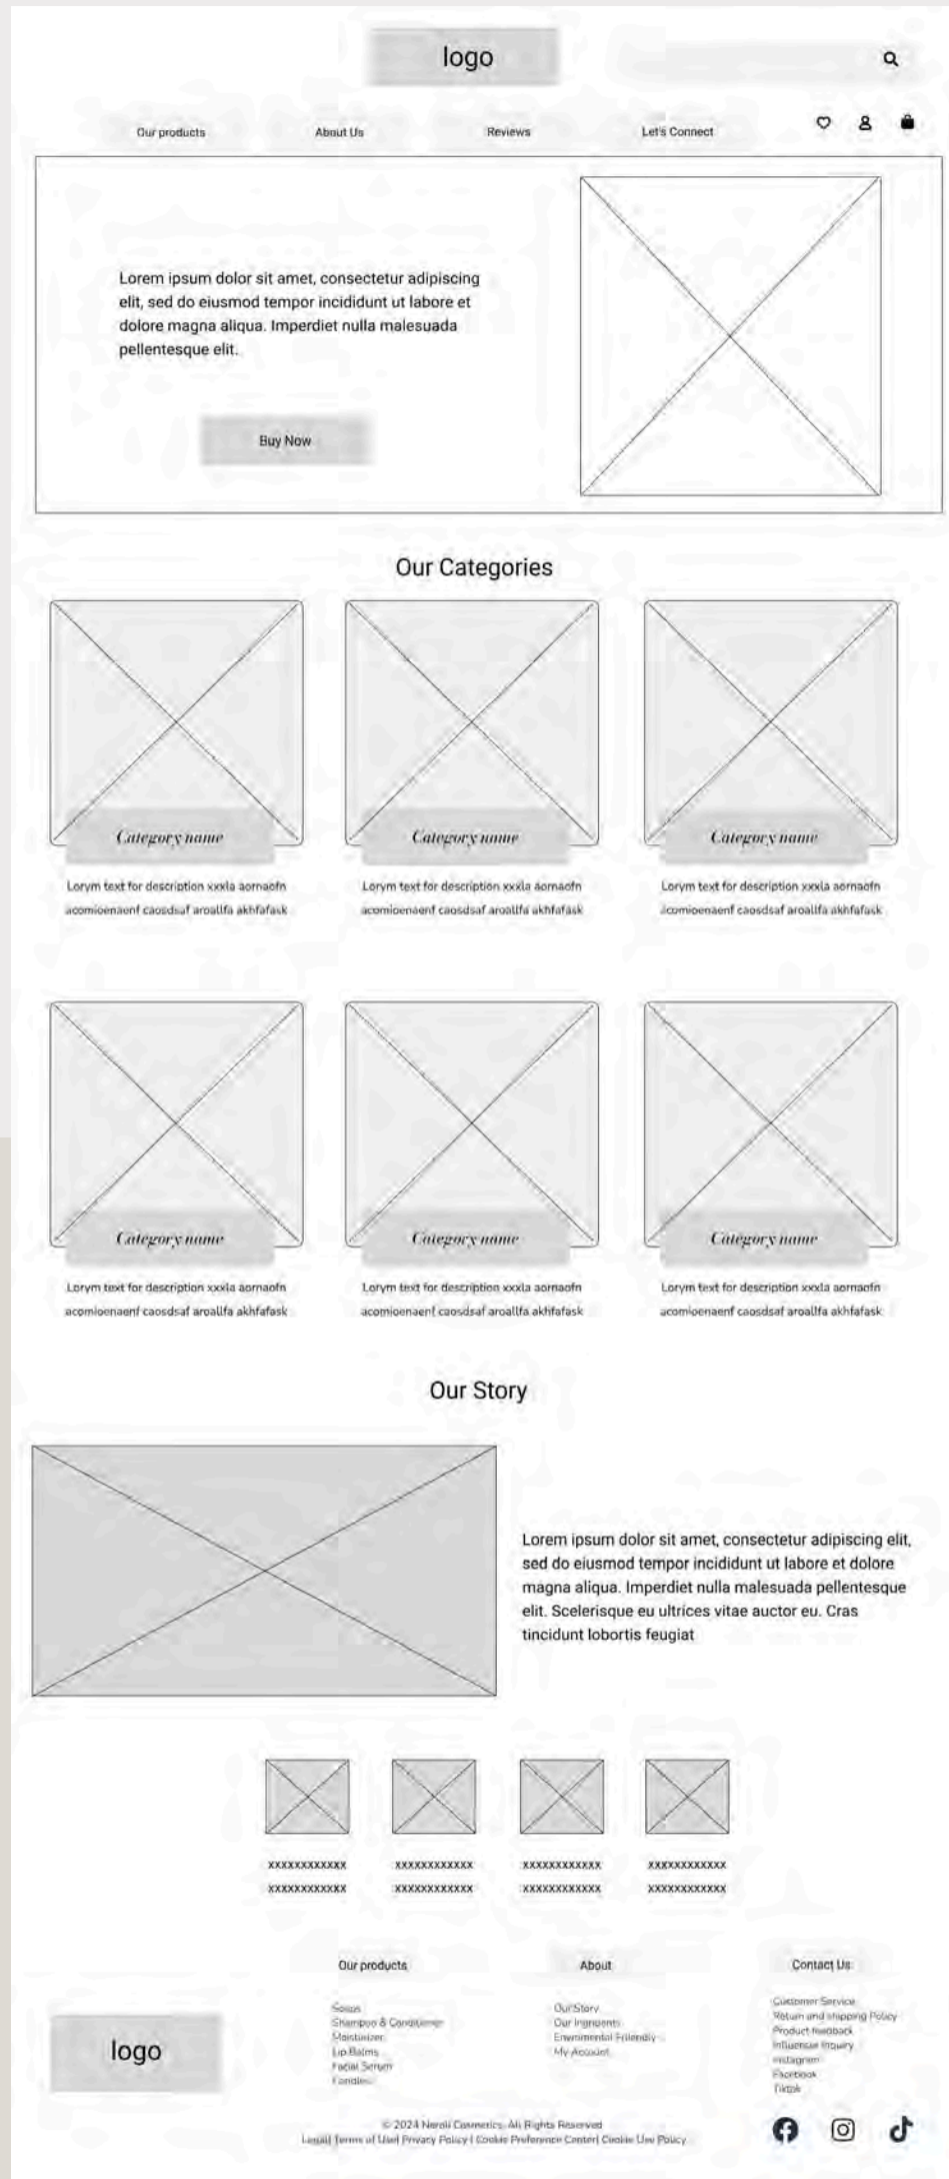 logo
Our products
About Us
Reviews
Let's Connect
Lorem ipsum dolor sit amet, consectetur adipiscing
elit, sed do eiusmod tempor incididunt ut labore et
dolore magna aliqua. Imperdiet nulla malesuada
pellentesque elit.
Buy Now
Our Categories
Category name
Category name
Category name
Lorym text for description xxxla aornaofn
acomioenaenf caosdsaf aroallfa akhfafask
Lorym text for description xxxla aornaofn
acomioenaenf caosdsaf aroallfa akhfafask
Lorym text for description xxxla aornaofn
acomioenaenf caosdsaf aroallfa akhfafask
Category name
Category name
Category name
Lorym text for description xxxla aornaofn
acomioenaenf caosdsaf aroallfa akhfafask
Lorym text for description xxxla aornaofn
acomioenaenf caosdsaf aroallfa akhfafask
Lorym text for description xxxla aornaofn
acomioenaenf caosdsaf aroallfa akhfafask
Our Story
Lorem ipsum dolor sit amet, consectetur adipiscing elit,
sed do eiusmod tempor incididunt ut labore et dolore
magna aliqua. Imperdiet nulla malesuada pellentesque
elit. Scelerisque eu ultrices vitae auctor eu. Cras
tincidunt lobortis feugiat
xxxxxxxxxxxx
xxxxxxxxxxxx
xxxxxxxxxxxx
xxxxxxxxxxxx
xxxxxxxxxxxx
xxxxxxxxxxxx
xxxxxxxxxxxx
xxxxxxxxxxxx
logo
Our products
Soaps
Shampoo & Conditioner
Moisturizer
Lip Balms
Facial Serum
Candles
About
Our Story
Our
Friendly
My Account
Contact Us
Customer Service
Return and shipping Policy
Product feedback
Influencer Inquiry
Instagram
Facebook
Tiktok
© 2024 Neroli Cosmetics. All Rights Reserved
Legal| Terms of Use| Privacy Policy | Cookie Preference Center| Cookie Use Policy